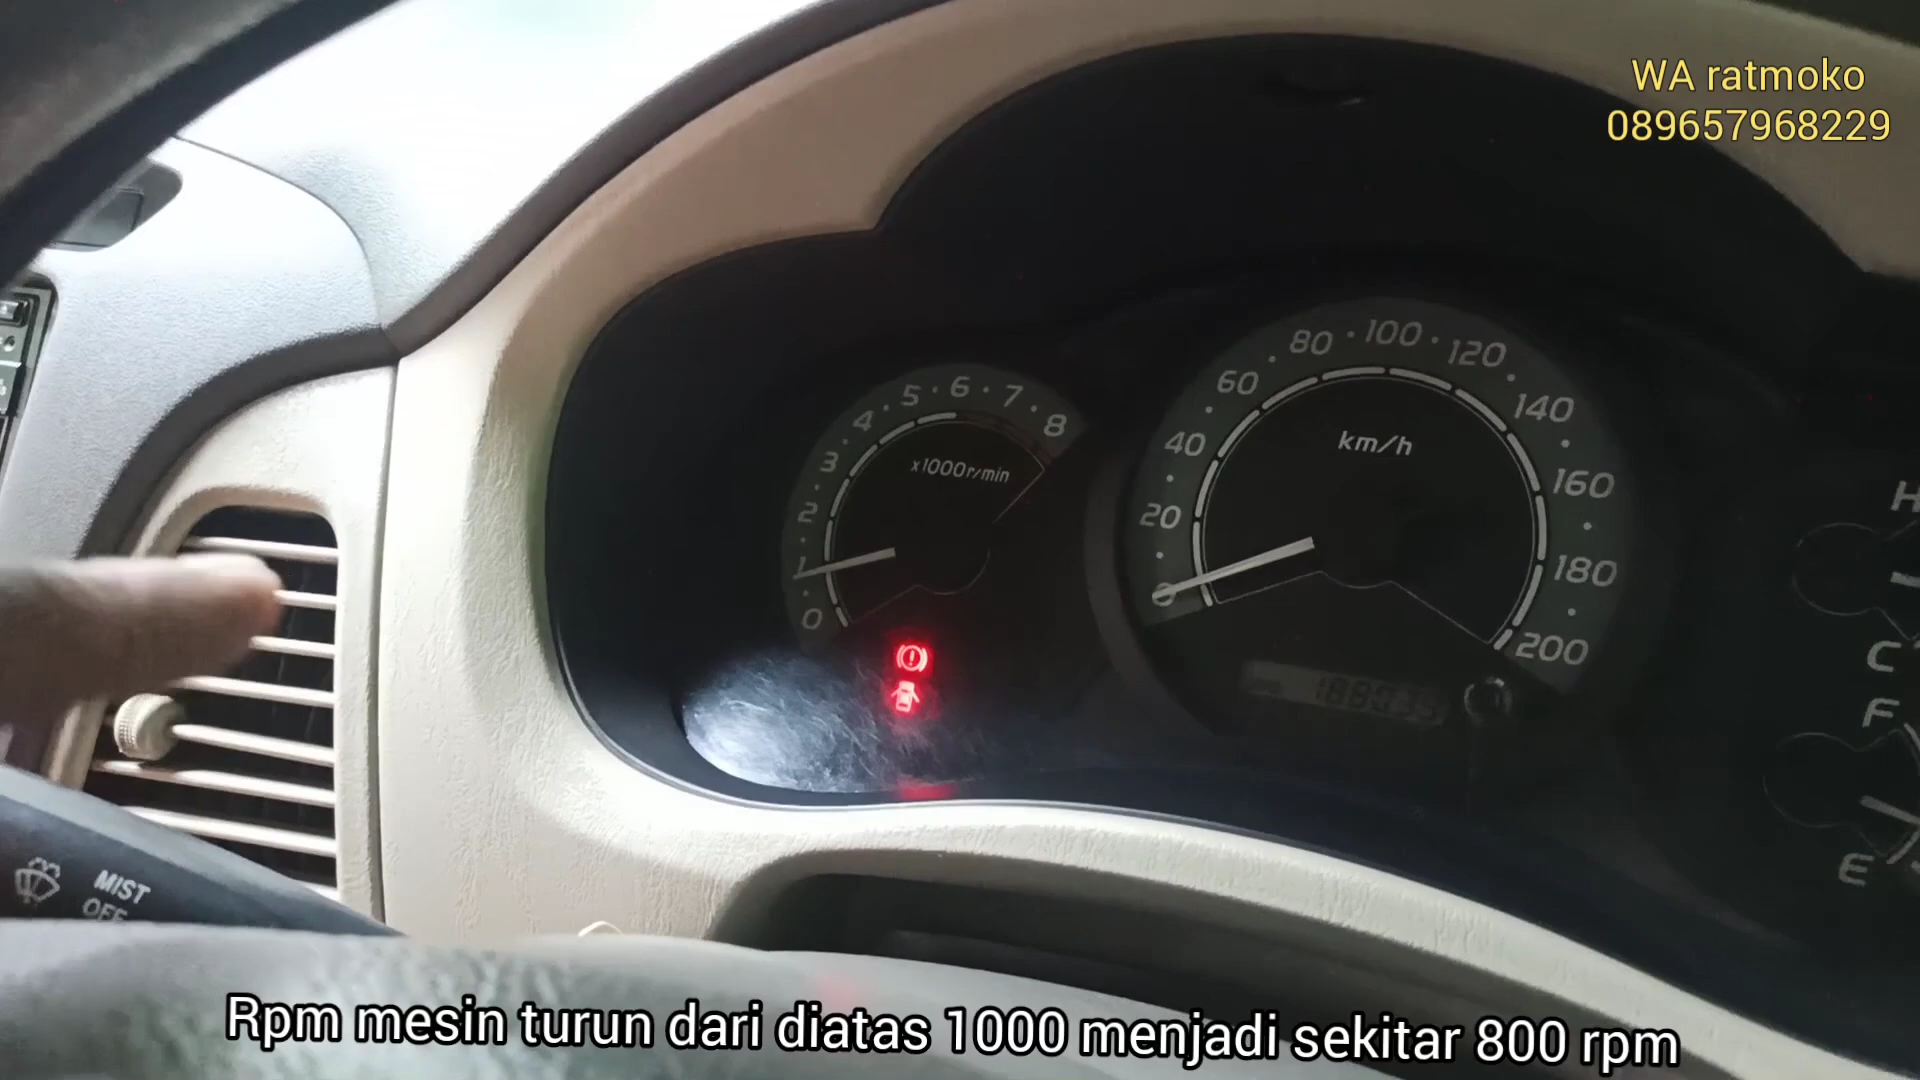 WA ratmoko
089657968229
5 6 7
4 8
3
x1000r/min
2
1
0
80 100 120
60 140
km/h
40
160
20
180
0
200
H
C
F
E
MIST
OFF
Rpm mesin turun dari diatas 1000 menjadi sekitar 800 rpm